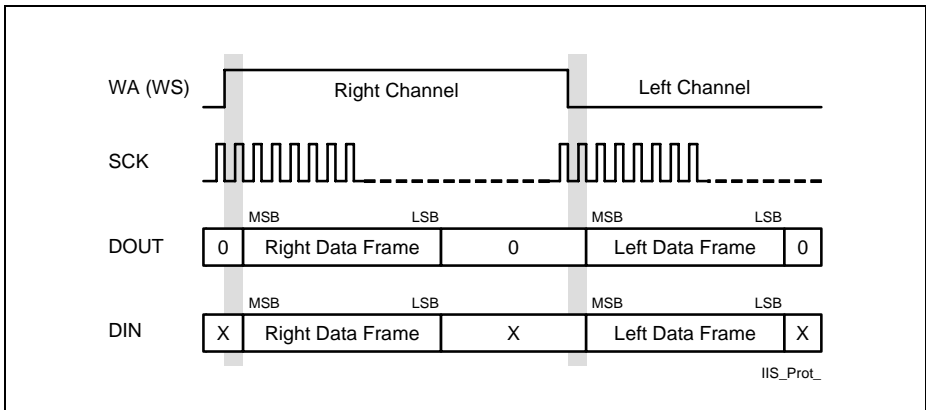 WA (WS)
Right Channel
Left Channel
SCK
MSB
LSB
MSB
LSB
DOUT
0
Right Data Frame
0
Left Data Frame
0
MSB
LSB
MSB
LSB
DIN
X
Right Data Frame
X
Left Data Frame
X
IIS_Prot_